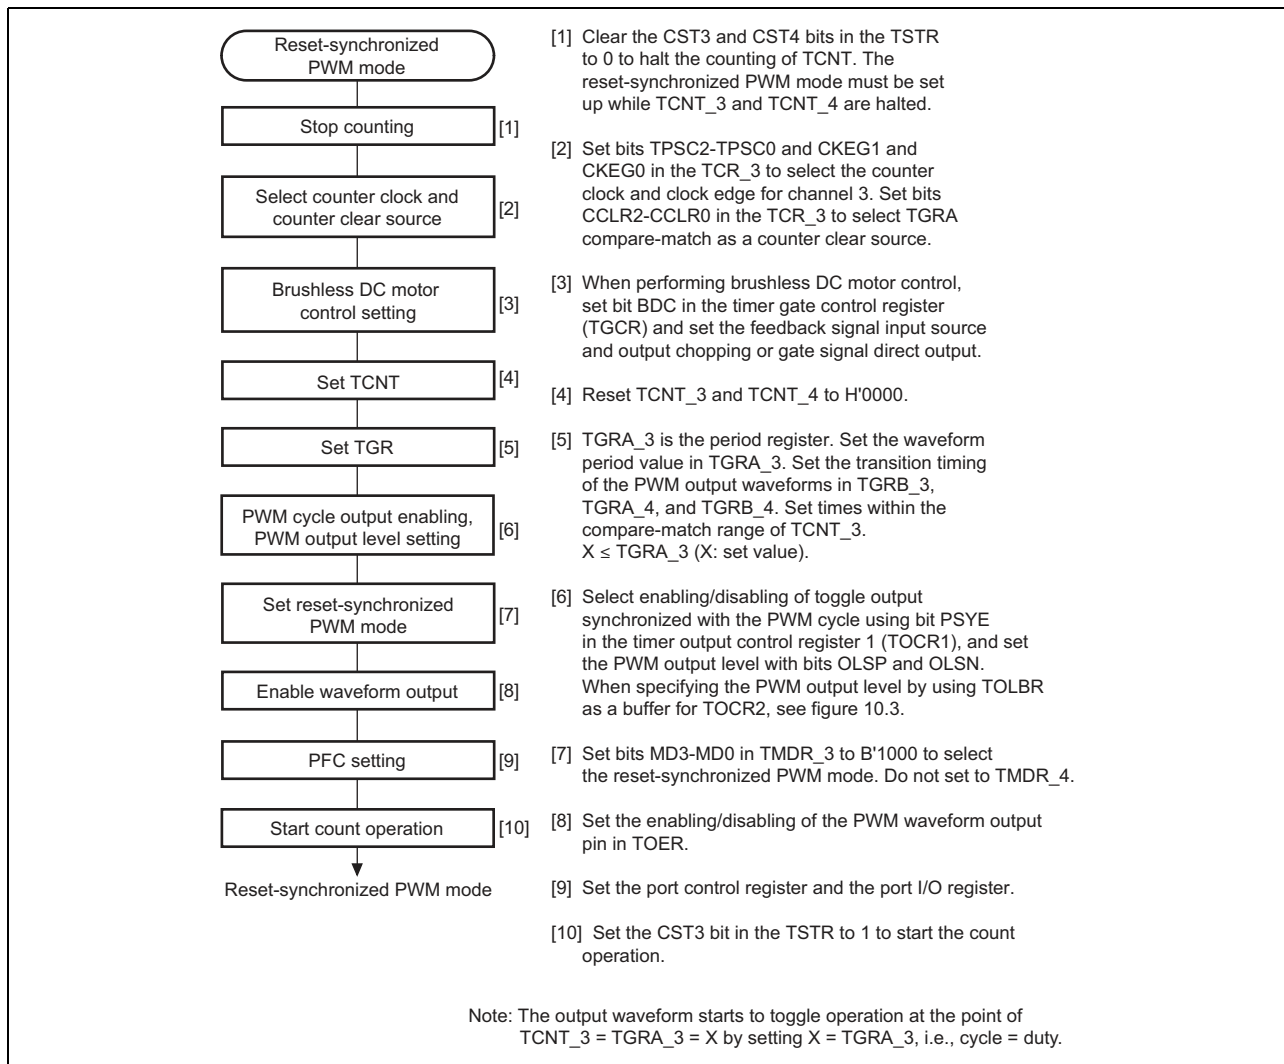 Reset-synchronized
PWM mode
Stop counting
[1]
Select counter clock and
counter clear source
[2]
Brushless DC motor
control setting
[3]
Set TCNT
[4]
Set TGR
[5]
PWM cycle output enabling,
PWM output level setting
[6]
Set reset-synchronized
PWM mode
[7]
Enable waveform output
[8]
PFC setting
[9]
Start count operation
[10]
Reset-synchronized PWM mode
[1] Clear the CST3 and CST4 bits in the TSTR
to 0 to halt the counting of TCNT. The
reset-synchronized PWM mode must be set
up while TCNT_3 and TCNT_4 are halted.
[2] Set bits TPSC2-TPSC0 and CKEG1 and
CKEG0 in the TCR_3 to select the counter
clock and clock edge for channel 3. Set bits
CCLR2-CCLR0 in the TCR_3 to select TGRA
compare-match as a counter clear source.
[3] When performing brushless DC motor control,
set bit BDC in the timer gate control register
(TGCR) and set the feedback signal input source
and output chopping or gate signal direct output.
[4] Reset TCNT_3 and TCNT_4 to H'0000.
[5] TGRA_3 is the period register. Set the waveform
period value in TGRA_3. Set the transition timing
of the PWM output waveforms in TGRB_3,
TGRA_4, and TGRB_4. Set times within the
compare-match range of TCNT_3.
X ≤ TGRA_3 (X: set value).
[6] Select enabling/disabling of toggle output
synchronized with the PWM cycle using bit PSYE
in the timer output control register 1 (TOCR1), and set
the PWM output level with bits OLSP and OLSN.
When specifying the PWM output level by using TOLBR
as a buffer for TOCR2, see figure 10.3.
[7] Set bits MD3-MD0 in TMDR_3 to B'1000 to select
the reset-synchronized PWM mode. Do not set to TMDR_4.
[8] Set the enabling/disabling of the PWM waveform output
pin in TOER.
[9] Set the port control register and the port I/O register.
[10] Set the CST3 bit in the TSTR to 1 to start the count
operation.
Note: The output waveform starts to toggle operation at the point of
TCNT_3 = TGRA_3 = X by setting X = TGRA_3, i.e., cycle = duty.